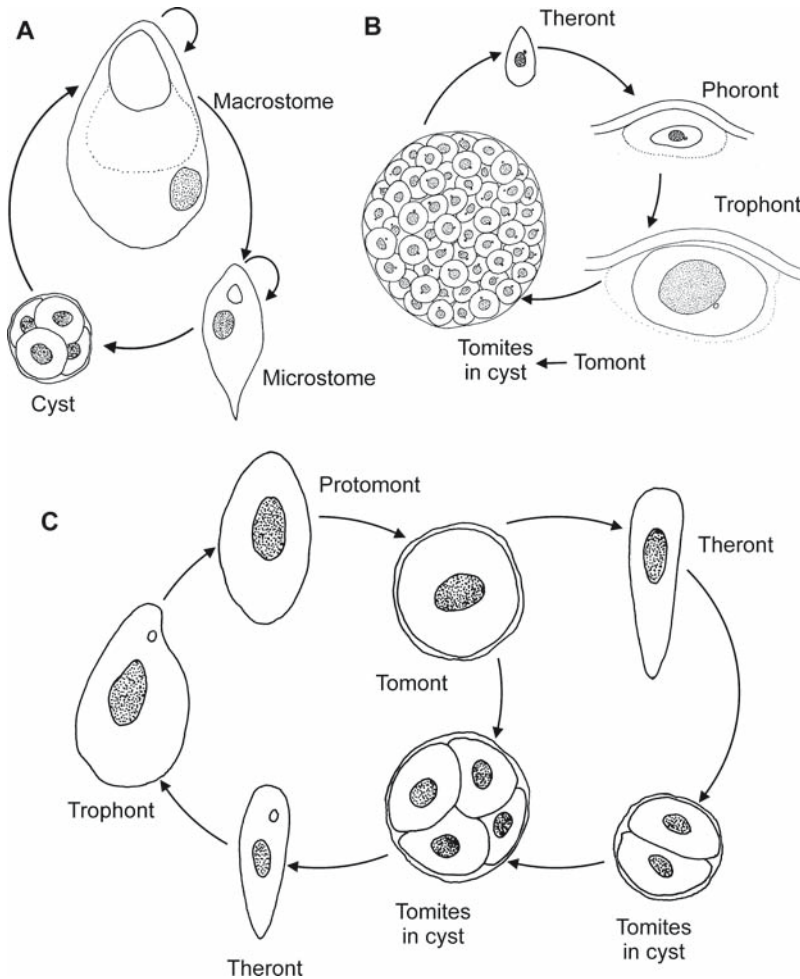 A
Macrostome
Microstome
Cyst
B
Theront
Phoront
Trophont
Tomites
in cyst
Tomont
C
Protomont
Theront
Tomont
Trophont
Theront
Tomites
in cyst
Tomites
in cyst